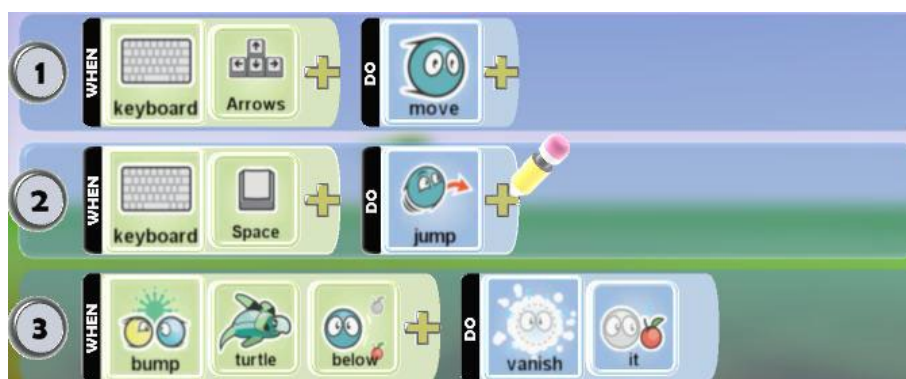 1 WHEN keyboard Arrows DO move
2 WHEN keyboard Space DO jump
3 WHEN bump turtle below DO vanish it